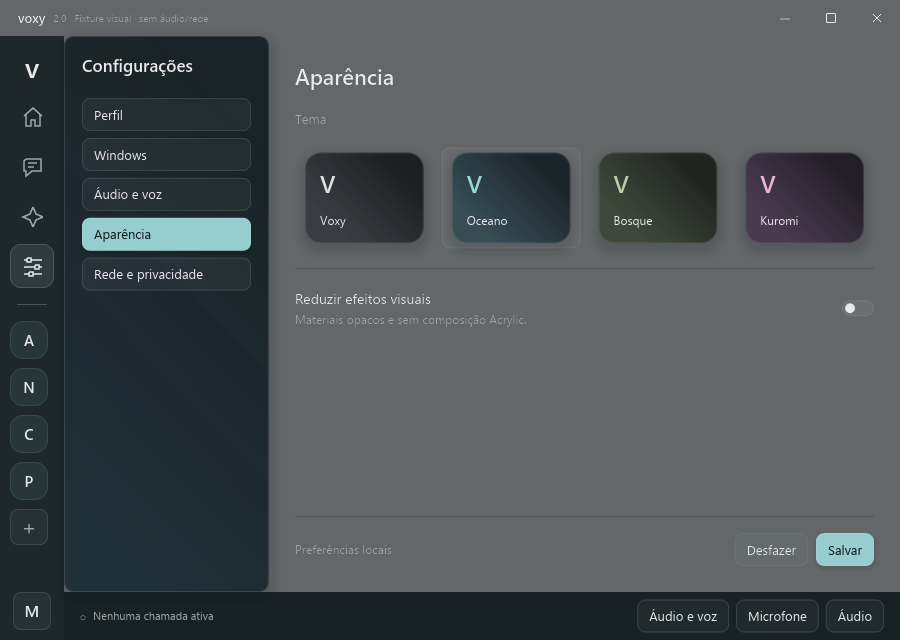 voxy 2.0 Fixture visual · sem áudio/rede
V
Configurações
Perfil
Windows
Áudio e voz
Aparência
Rede e privacidade
A
N
C
P
+
M
Aparência
Tema
V
Voxy
V
Oceano
V
Bosque
V
Kuromi
Reduzir efeitos visuais
Materiais opacos e sem composição Acrylic.
Preferências locais
Desfazer
Salvar
Nenhuma chamada ativa
Áudio e voz
Microfone
Áudio